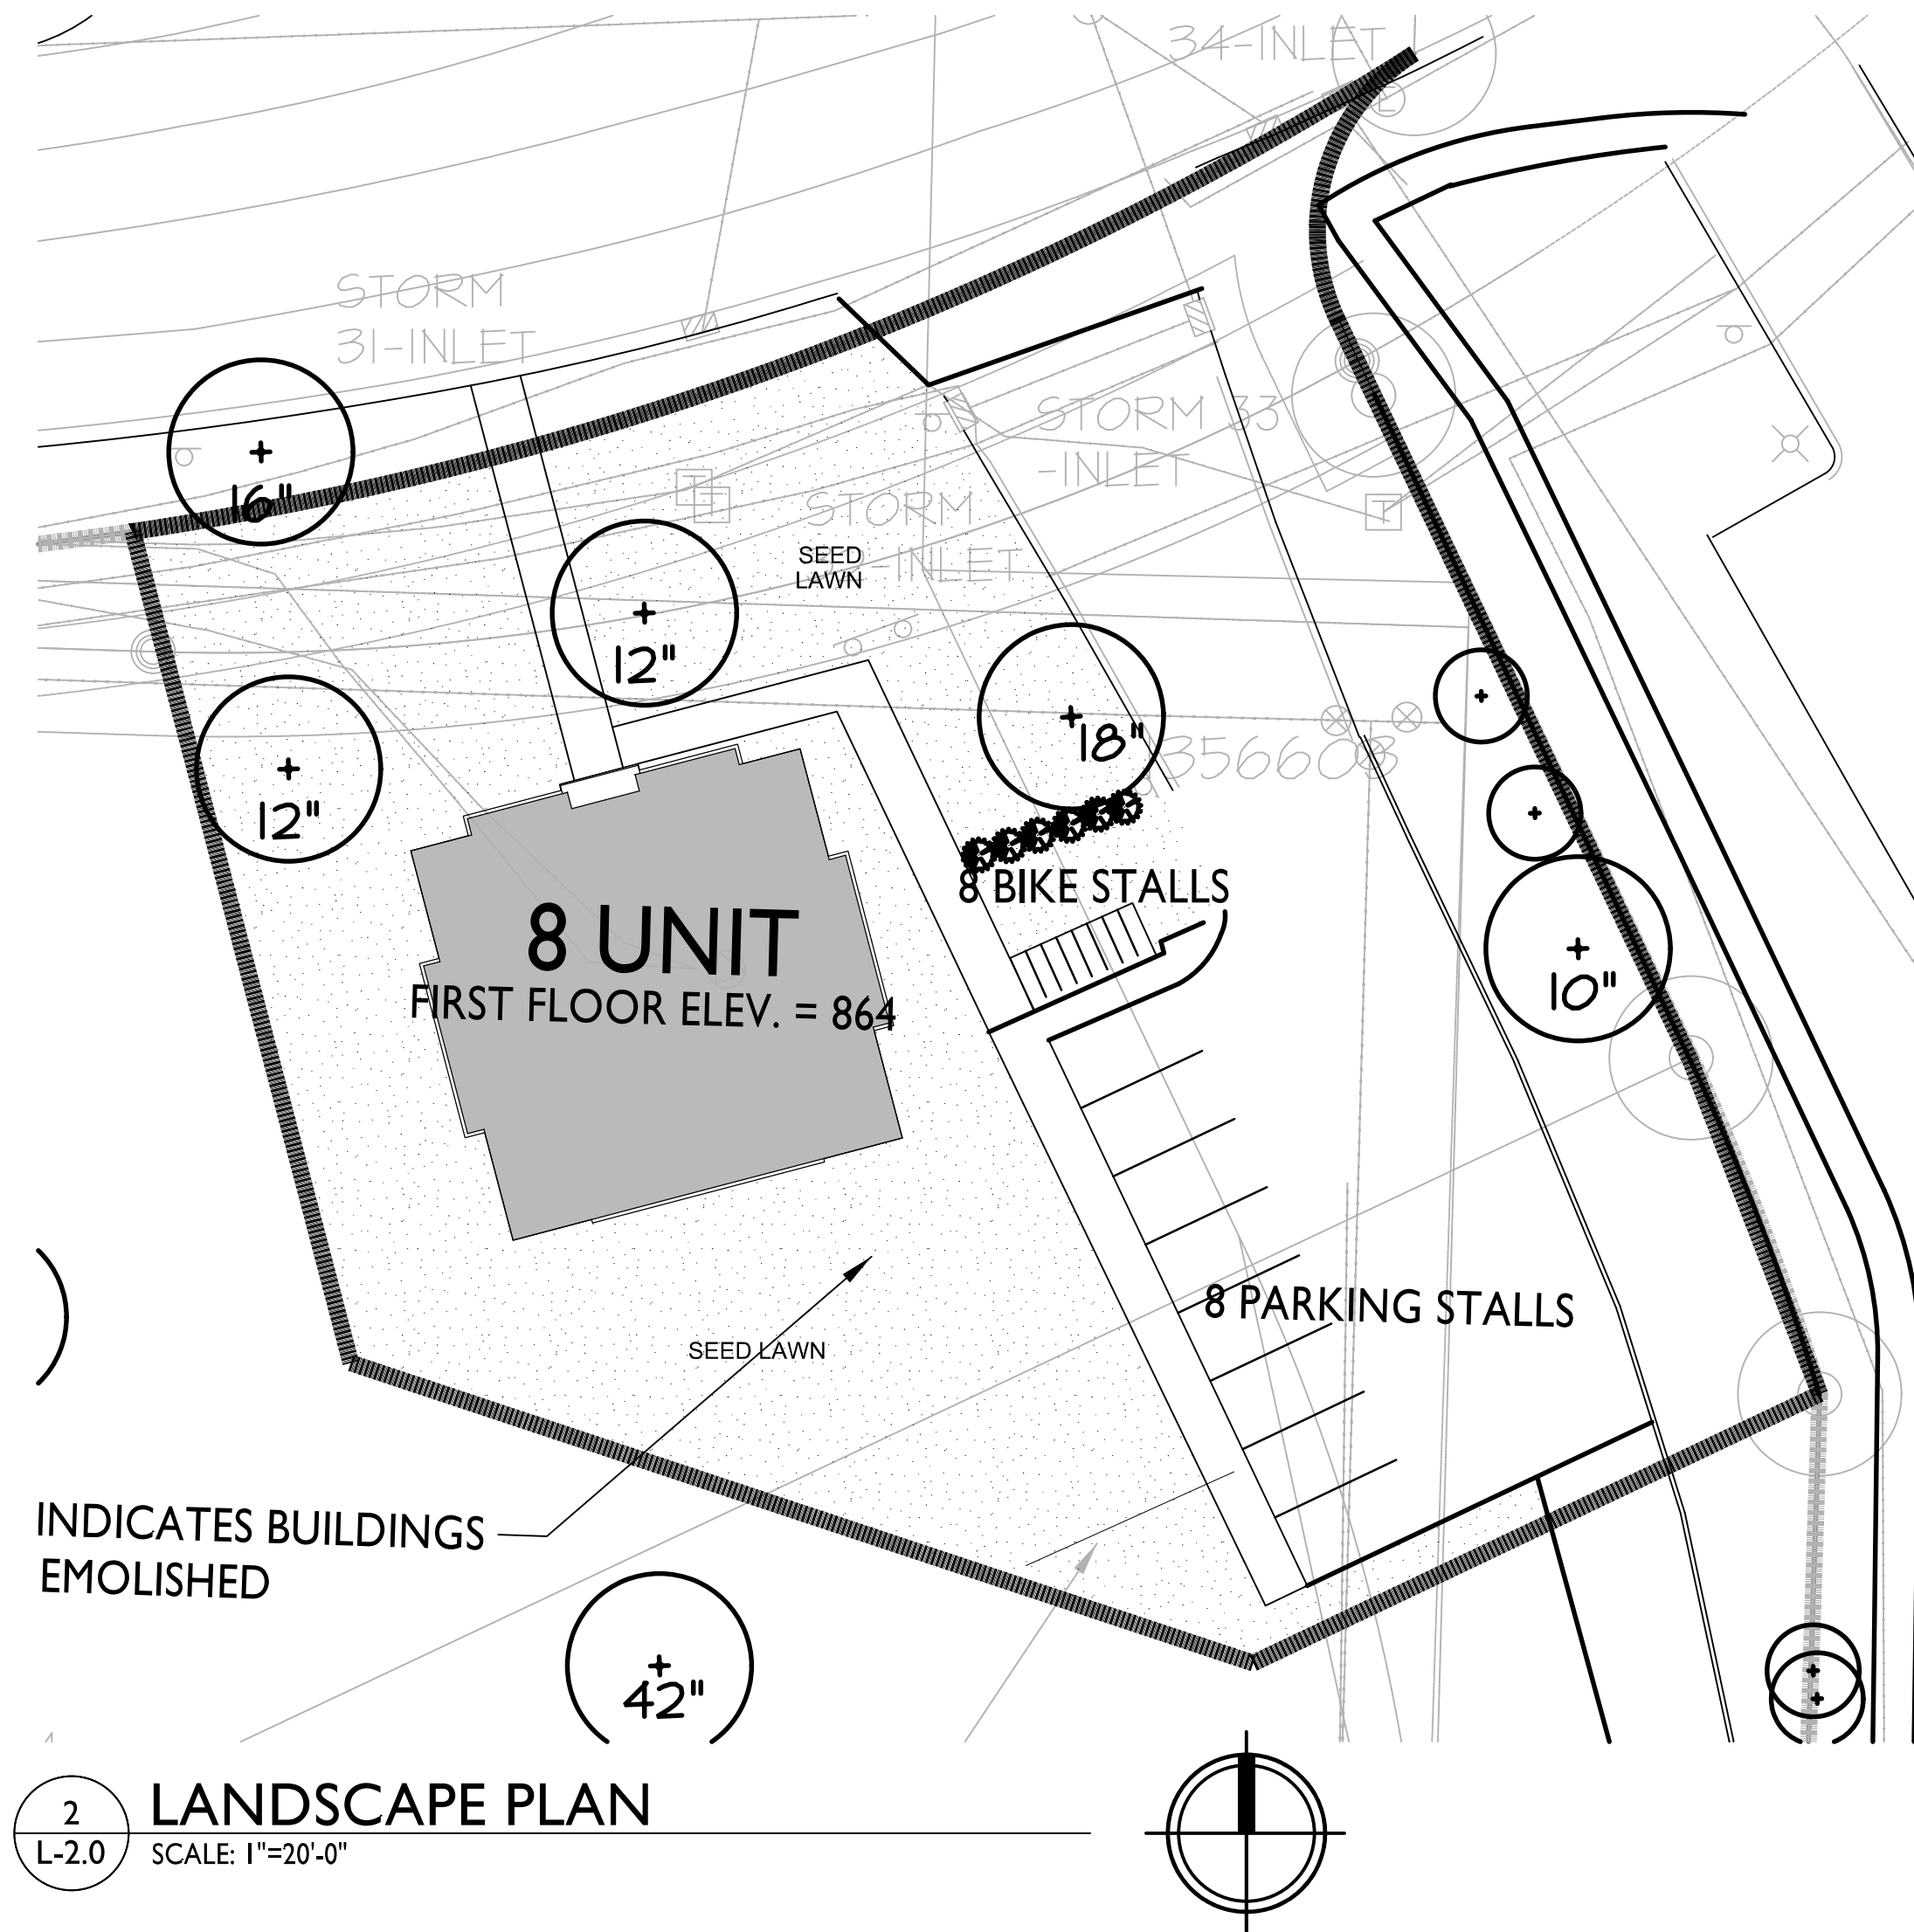 34-INLET
STORM
31-INLET
STORM 33
-INLET
16"
STORM
-INLET
SEED
LAWN
12"
18"
12"
8 BIKE STALLS
8 UNIT
FIRST FLOOR ELEV. = 864
10"
8 PARKING STALLS
SEED LAWN
INDICATES BUILDINGS
EMOLISHED
42"
2
L-2.0
LANDSCAPE PLAN
SCALE: 1"=20'-0"